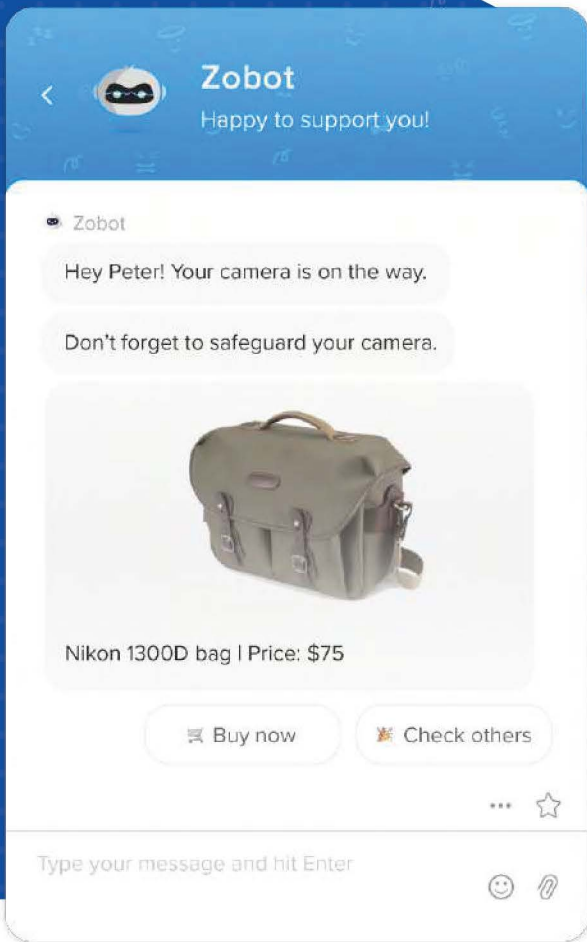 Zobot
Happy to support you!
Zobot
Hey Peter! Your camera is on the way.
Don't forget to safeguard your camera.
Nikon 1300D bag | Price: $75
Buy now
Check others
Type your message and hit Enter